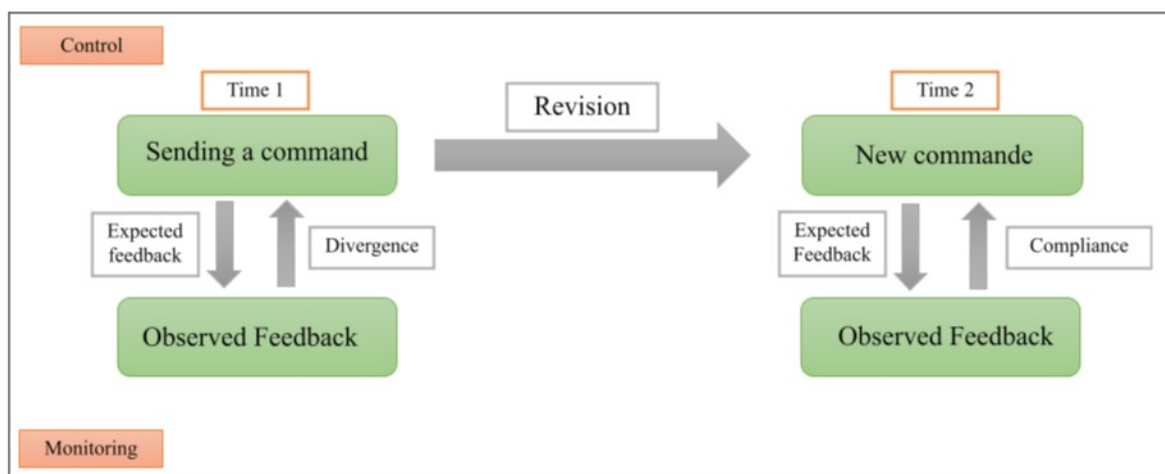 Control
Time 1
Time 2
Revision
Sending a command
New commande
Expected
feedback
Divergence
Expected
Feedback
Compliance
Observed Feedback
Observed Feedback
Monitoring